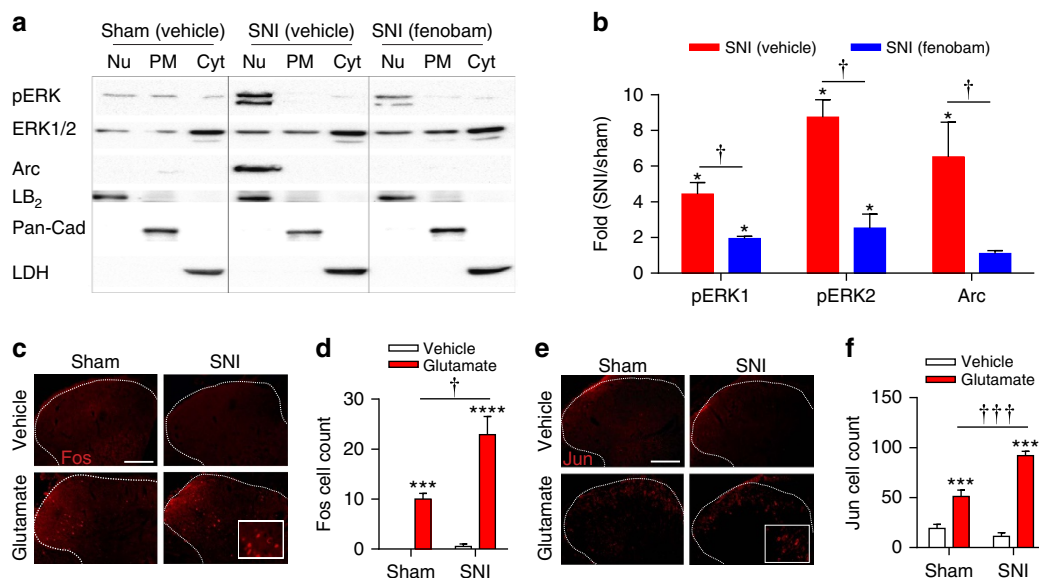 a
Sham (vehicle) SNI (vehicle) SNI (fenobam)
Nu PM Cyt Nu PM Cyt Nu PM Cyt
pERK
ERK1/2
Arc
LB2
Pan-Cad
LDH
b
SNI (vehicle) SNI (fenobam)
Fold (SNI/sham)
10
8
6
4
2
0
* † * * † * * †
pERK1 pERK2 Arc
c
Sham SNI
Vehicle
Fos
Glutamate
d
Vehicle
Glutamate
Fos cell count
30
20
10
0
†
*** ****
Sham SNI
e
Sham SNI
Vehicle
Jun
Glutamate
f
Vehicle
Glutamate
Jun cell count
150
100
50
0
†††
*** ***
Sham SNI